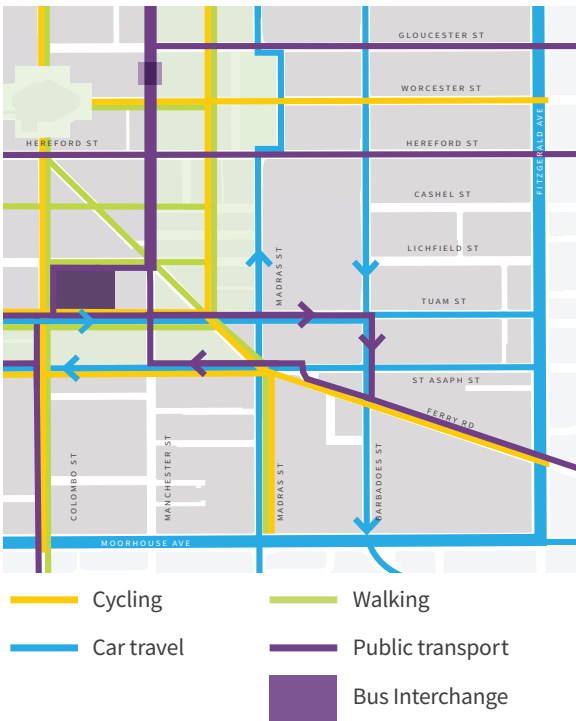 GLOUCESTER ST
WORCESTER ST
HEREFORD ST
HEREFORD ST
FITZGERALD AVE
CASHEL ST
LICHFIELD ST
MADRAS ST
TUAM ST
ST ASAPH ST
FERRY RD
COLOMBO ST
MANCHESTER ST
MADRAS ST
BARBADOES ST
MOORHOUSE AVE
Cycling
Walking
Car travel
Public transport
Bus Interchange